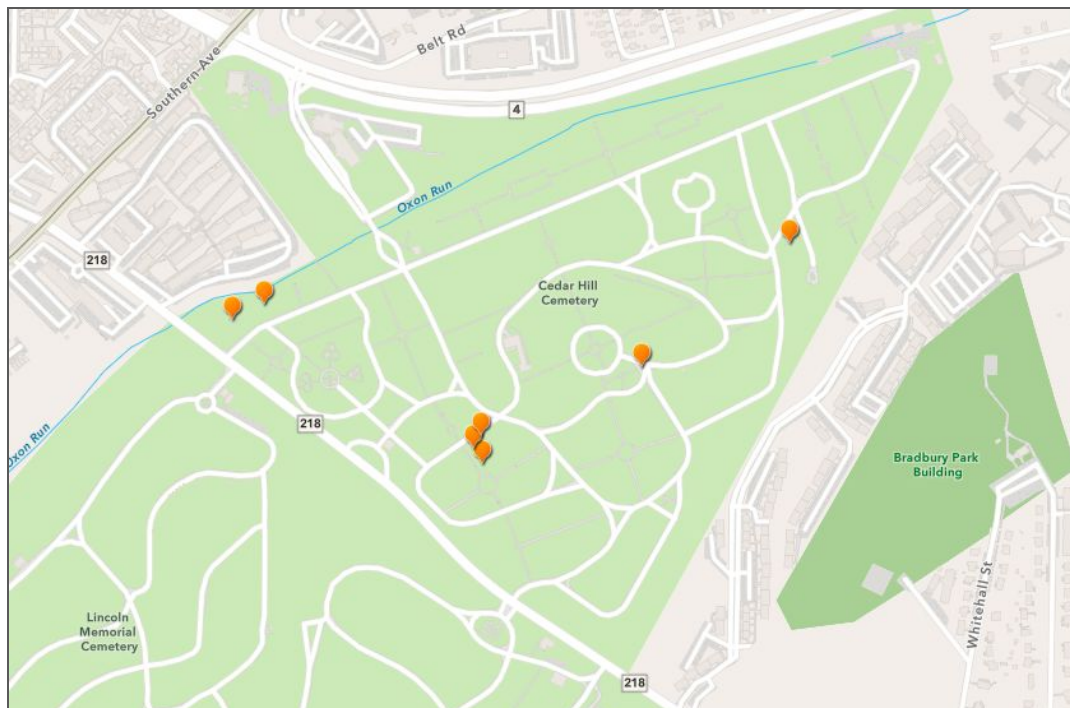 Belt Rd
Southern Ave
4
Oxon Run
218
Cedar Hill
Cemetery
218
Oxon Run
Bradbury Park
Building
Whitehall St
Lincoln
Memorial
Cemetery
218